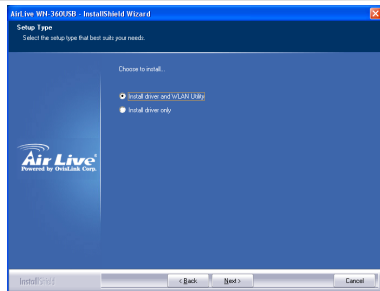 AirLive WN-360USB - InstallShield Wizard
Setup Type
Select the setup type that best suits your needs.
Choose to install...
Install driver and WLAN Utility
Install driver only
Air Live
Powered by OvisLink Corp.
InstallShield
< Back
Next >
Cancel